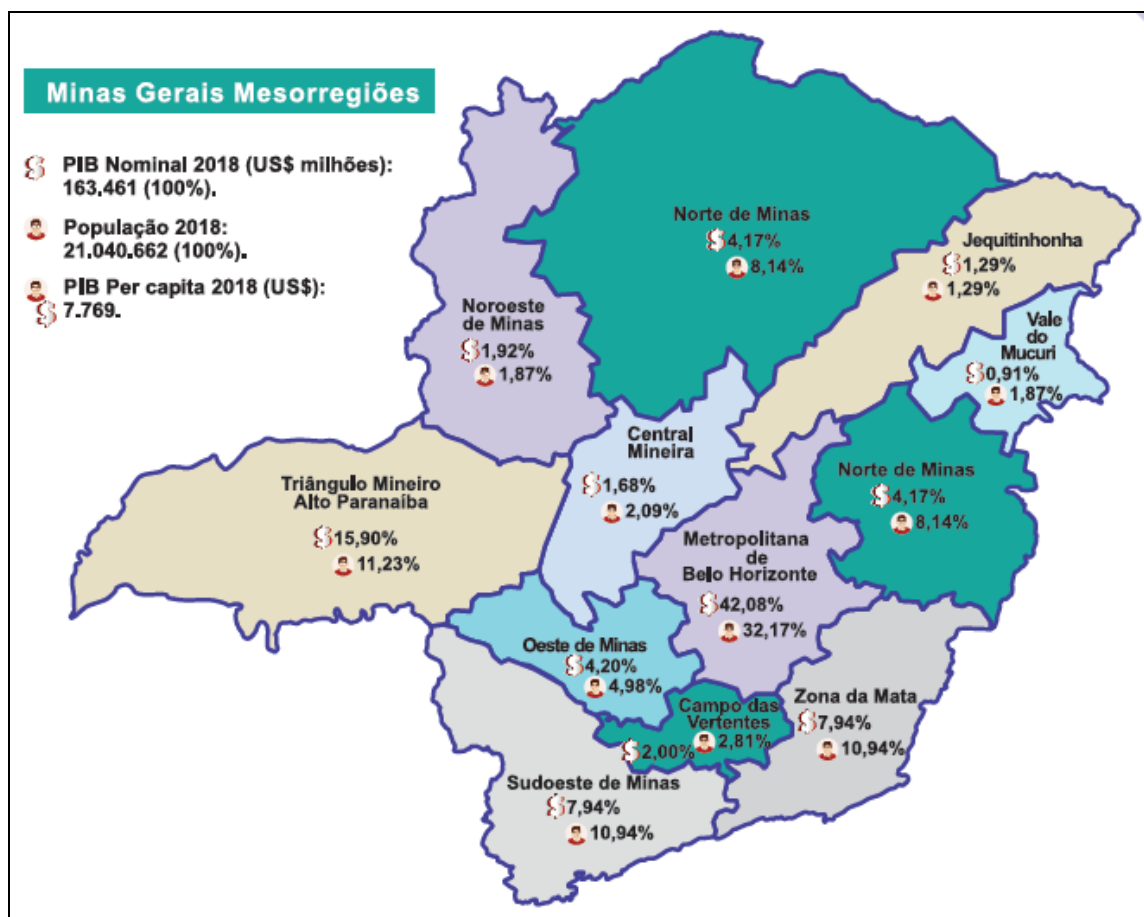 Minas Gerais Mesorregiões
PIB Nominal 2018 (US$ milhões):
163.461 (100%).
População 2018:
21.040.662 (100%).
PIB Per capita 2018 (US$):
7.769.
Norte de Minas
$4,17%
8,14%
Jequitinhonha
$1,29%
1,29%
Vale
do
Mucuri
$0,91%
1,87%
Noroeste
de Minas
$1,92%
1,87%
Central
Mineira
$1,68%
2,09%
Norte de Minas
$4,17%
8,14%
Triângulo Mineiro
Alto Paranaíba
$15,90%
11,23%
Metropolitana
de
Belo Horizonte
$42,08%
32,17%
Oeste de Minas
$4,20%
4,98%
Campo das
Vertentes
$2,00% 2,81%
Zona da Mata
$7,94%
10,94%
Sudoeste de Minas
$7,94%
10,94%